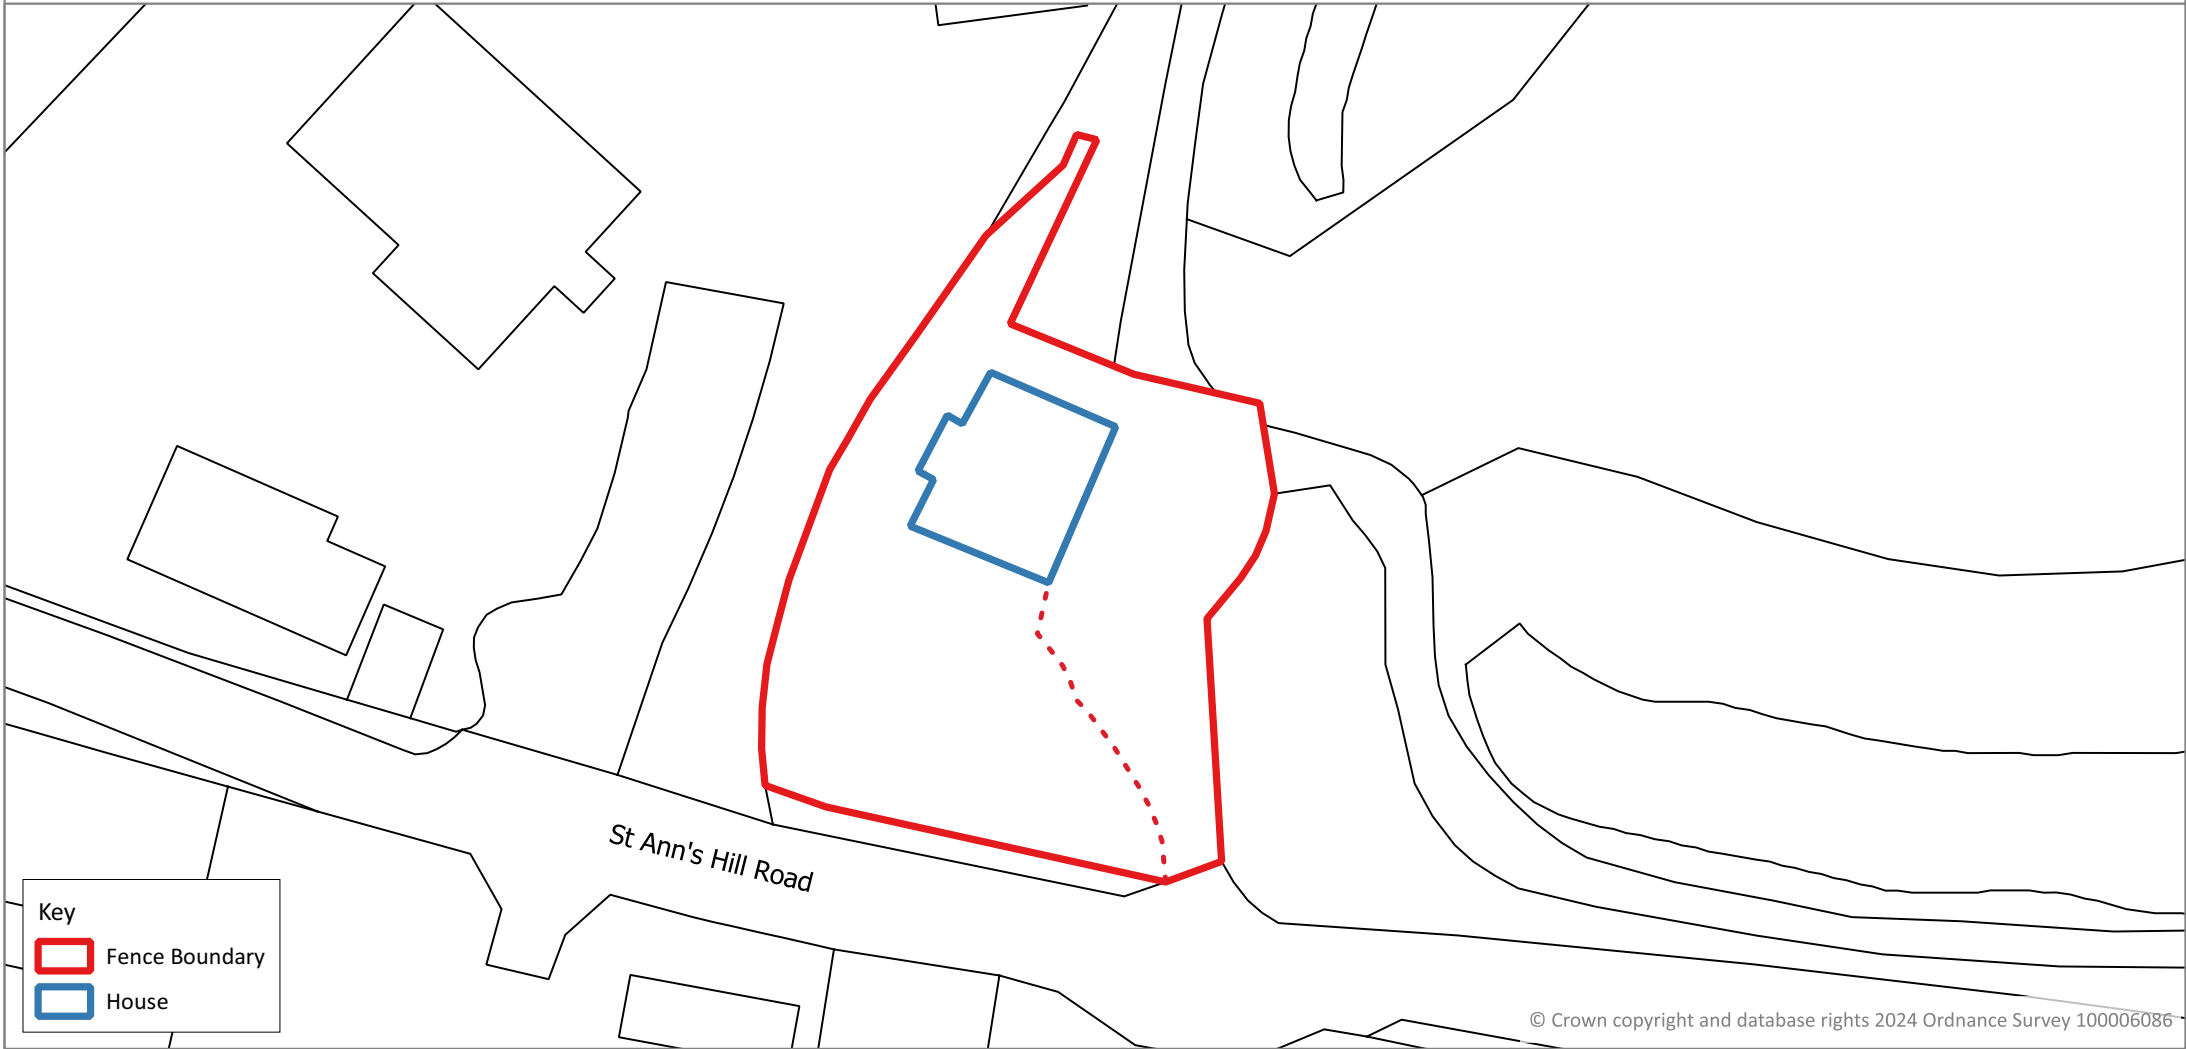 St Ann's Hill Road
Key
Fence Boundary
House
© Crown copyright and database rights 2024 Ordnance Survey 100006086